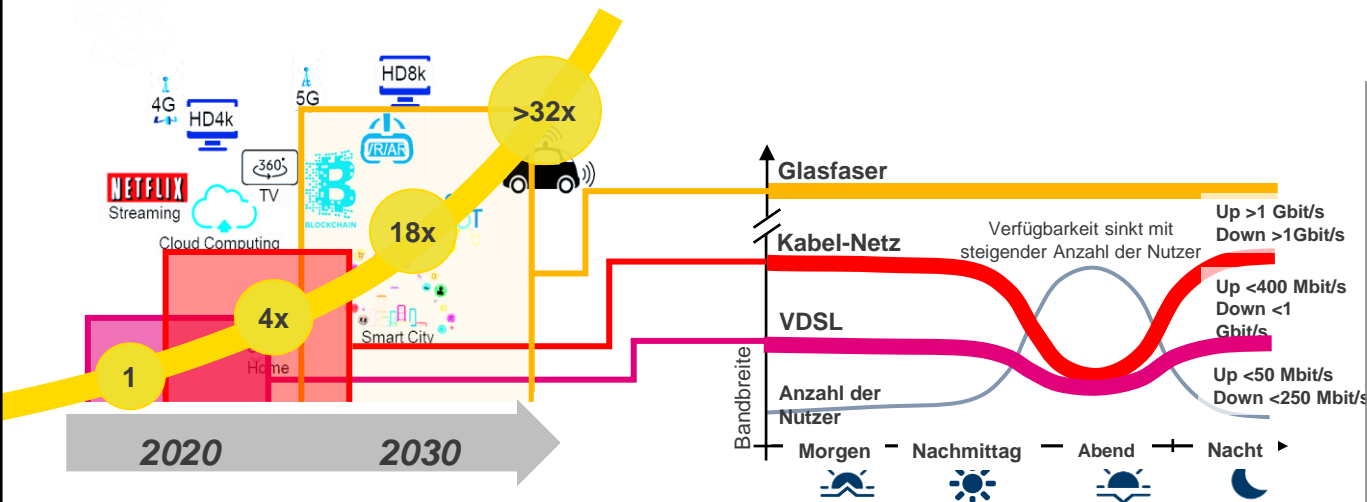 HD8k
4G
HD4k
5G
>32x
VR/AR
360°
TV
NETFLIX
Streaming
BLOCKCHAIN
Cloud Computing
18x
4x
Smart City
Home
1
2020
2030
Glasfaser
Up >1 Gbit/s
Down >1Gbit/s
Verfügbarkeit sinkt mit
steigender Anzahl der Nutzer
Kabel-Netz
Up <400 Mbit/s
Down <1
Gbit/s
VDSL
Up <50 Mbit/s
Down <250 Mbit/s
Anzahl der
Nutzer
Bandbreite
Morgen
Nachmittag
Abend
Nacht